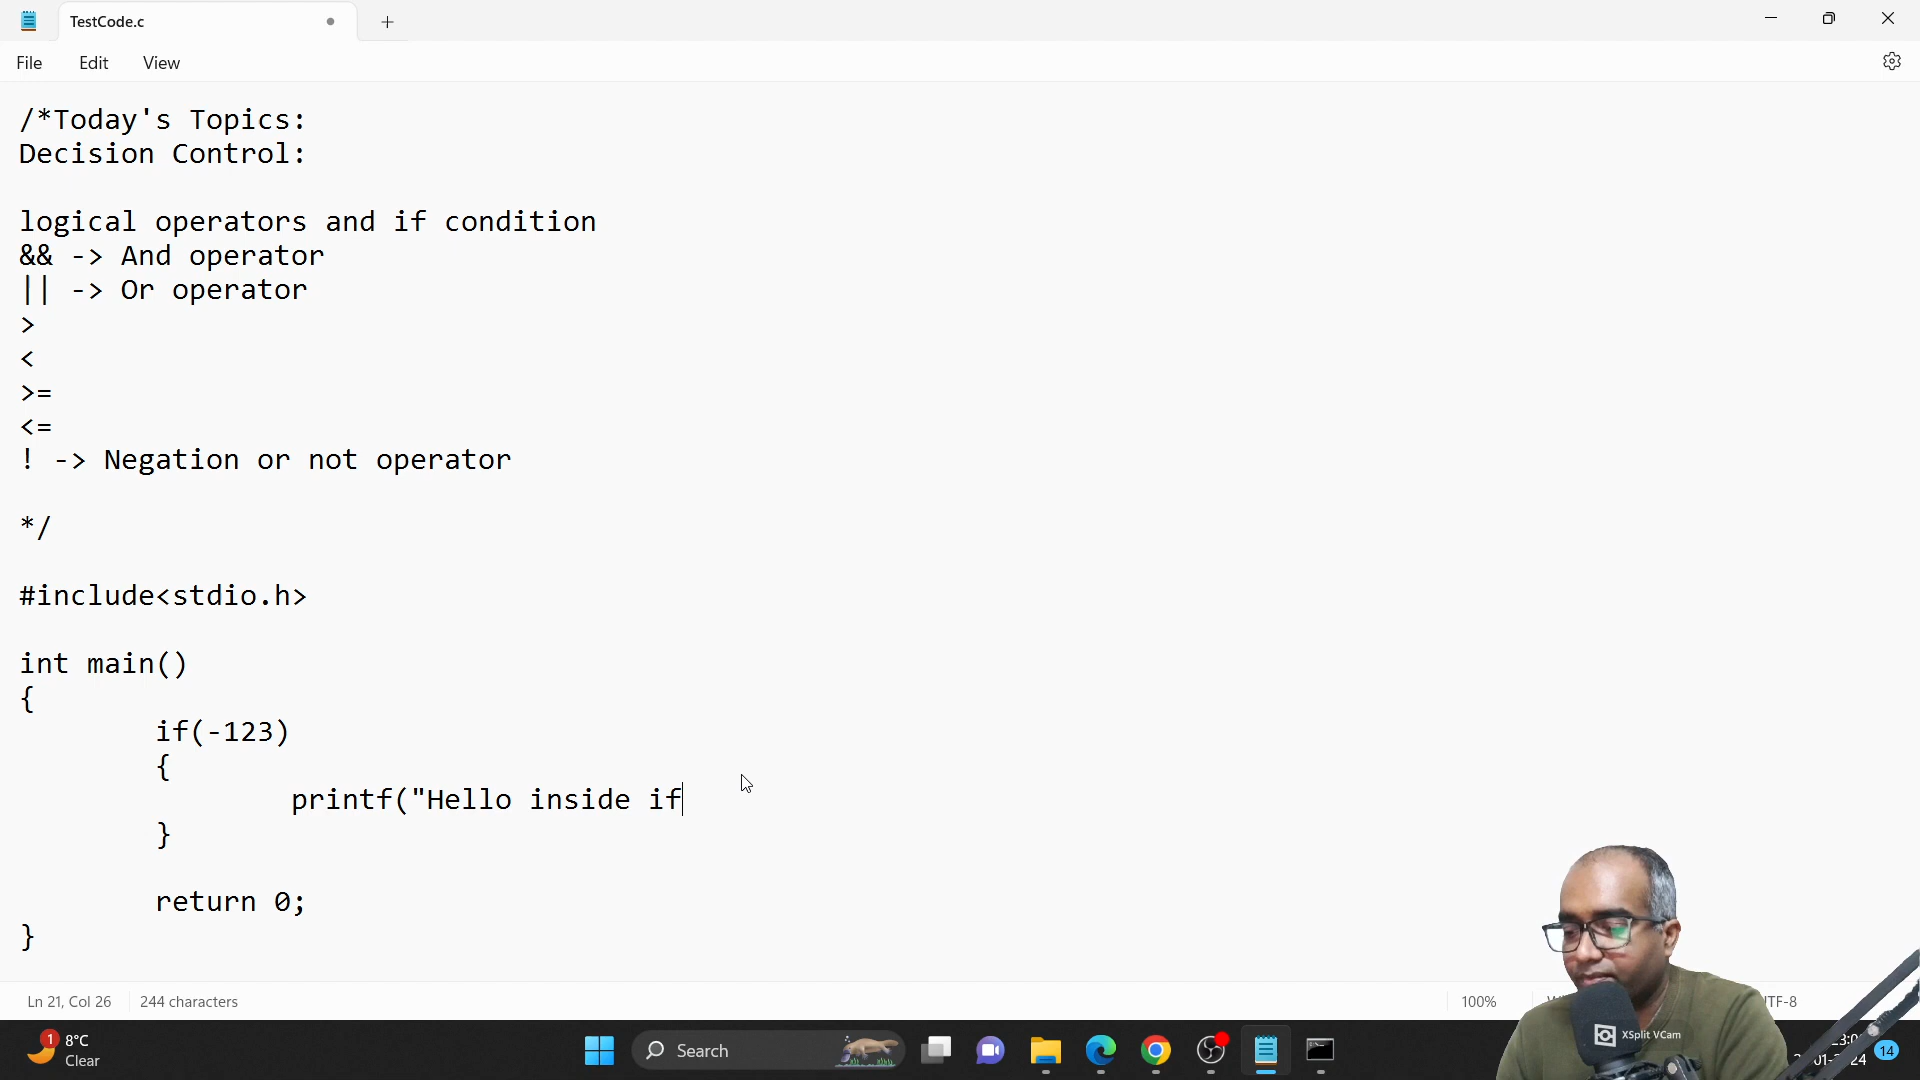 TestCode.c
File Edit View
/*Today's Topics:
Decision Control:
logical operators and if condition
&& -> And operator
|| -> Or operator
>
<
>=
<=
! -> Negation or not operator
*/
#include<stdio.h>
int main()
{
if(-123)
{
printf("Hello inside if
}
return 0;
}
Ln 21, Col 26 244 characters 100%
XSplit VCam
1 8°C
Clear
Search
14